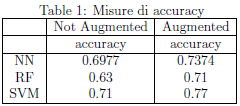 Table 1: Misure di accuracy
Not Augmented Augmented
accuracy accuracy
NN 0.6977 0.7374
RF 0.63 0.71
SVM 0.71 0.77